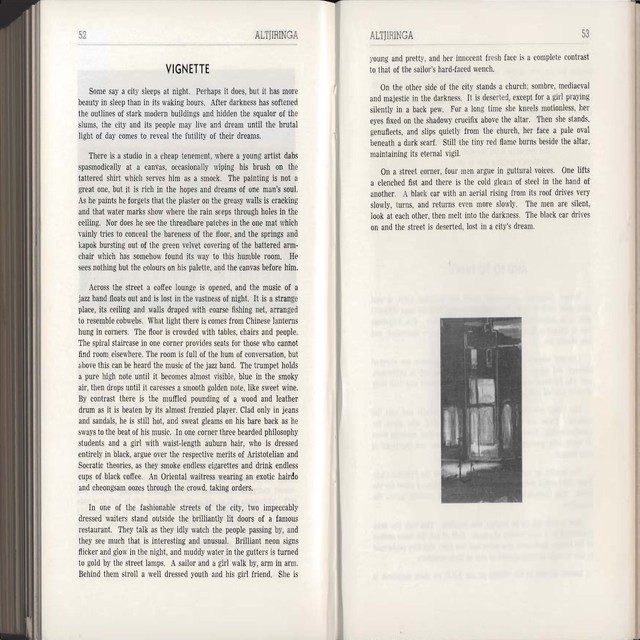 52
ALTJIRINGA
VIGNETTE
Some say a city sleeps at night. Perhaps it does, but it has more
beauty in sleep than in its waking hours. After darkness has softened
the outlines of stark modern buildings and hidden the squalor of the
slums, the city and its people may live and dream until the brutal
light of day comes to reveal the futility of their dreams.
There is a studio in a cheap tenement, where a young artist dabs
spasmodically at a canvas, occasionally wiping his brush on the
tattered shirt which serves him as a smock. The painting is not a
great one, but it is rich in the hopes and dreams of one man's soul.
As he paints he forgets that the plaster on the greasy walls is cracking
and that water marks show where the rain seeps through holes in the
ceiling. Nor does he see the threadbare patches in the one mat which
vainly tries to conceal the bareness of the floor, and the springs and
kapok bursting out of the green velvet covering of the battered arm-
chair which has somehow found its way to this humble room. He
sees nothing but the colours on his palette, and the canvas before him.
Across the street a coffee lounge is opened, and the music of a
jazz band floats out and is lost in the vastness of night. It is a strange
place, its ceiling and walls draped with coarse fishing net, arranged
to resemble cobwebs. What light there is comes from Chinese lanterns
hung in corners. The floor is crowded with tables, chairs and people.
The spiral staircase in one corner provides seats for those who cannot
find room elsewhere. The room is full of the hum of conversation, but
above this can be heard the music of the jazz band. The trumpet holds
a pure high note until it becomes almost visible, blue in the smoky
air, then drops until it caresses a smooth golden note, like sweet wine.
By contrast there is the muffled pounding of a wood and leather
drum as it is beaten by its almost frenzied player. Clad only in jeans
and sandals, he is still hot, and sweat gleams on his bare back as he
sways to the beat of his music. In one corner three bearded philosophy
students and a girl with waist-length auburn hair, who is dressed
entirely in black, argue over the respective merits of Aristotelian and
Socratic theories, as they smoke endless cigarettes and drink endless
cups of black coffee. An Oriental waitress wearing an exotic hairdo
and cheongsam oozes through the crowd, taking orders.
In one of the fashionable streets of the city, two impeccably
dressed waiters stand outside the brilliantly lit doors of a famous
restaurant. They talk as they idly watch the people passing by, and
they see much that is interesting and unusual. Brilliant neon signs
flicker and glow in the night, and muddy water in the gutters is turned
to gold by the street lamps. A sailor and a girl walk by, arm in arm.
Behind them stroll a well dressed youth and his girl friend. She is
ALTJIRINGA
53
young and pretty, and her innocent fresh face is a complete contrast
to that of the sailor's hard-faced wench.
On the other side of the city stands a church; sombre, mediaeval
and majestic in the darkness. It is deserted, except for a girl praying
silently in a back pew. For a long time she kneels motionless, her
eyes fixed on the shadowy crucifix above the altar. Then she stands,
genuflects, and slips quietly from the church, her face a pale oval
beneath a dark scarf. Still the tiny red flame burns beside the altar,
maintaining its eternal vigil.
On a street corner, four men argue in guttural voices. One lifts
a clenched fist and there is the cold gleam of steel in the hand of
another. A black car with an aerial rising from its roof drives very
slowly, turns, and returns even more slowly. The men are silent,
look at each other, then melt into the darkness. The black car drives
on and the street is deserted, lost in a city's dream.